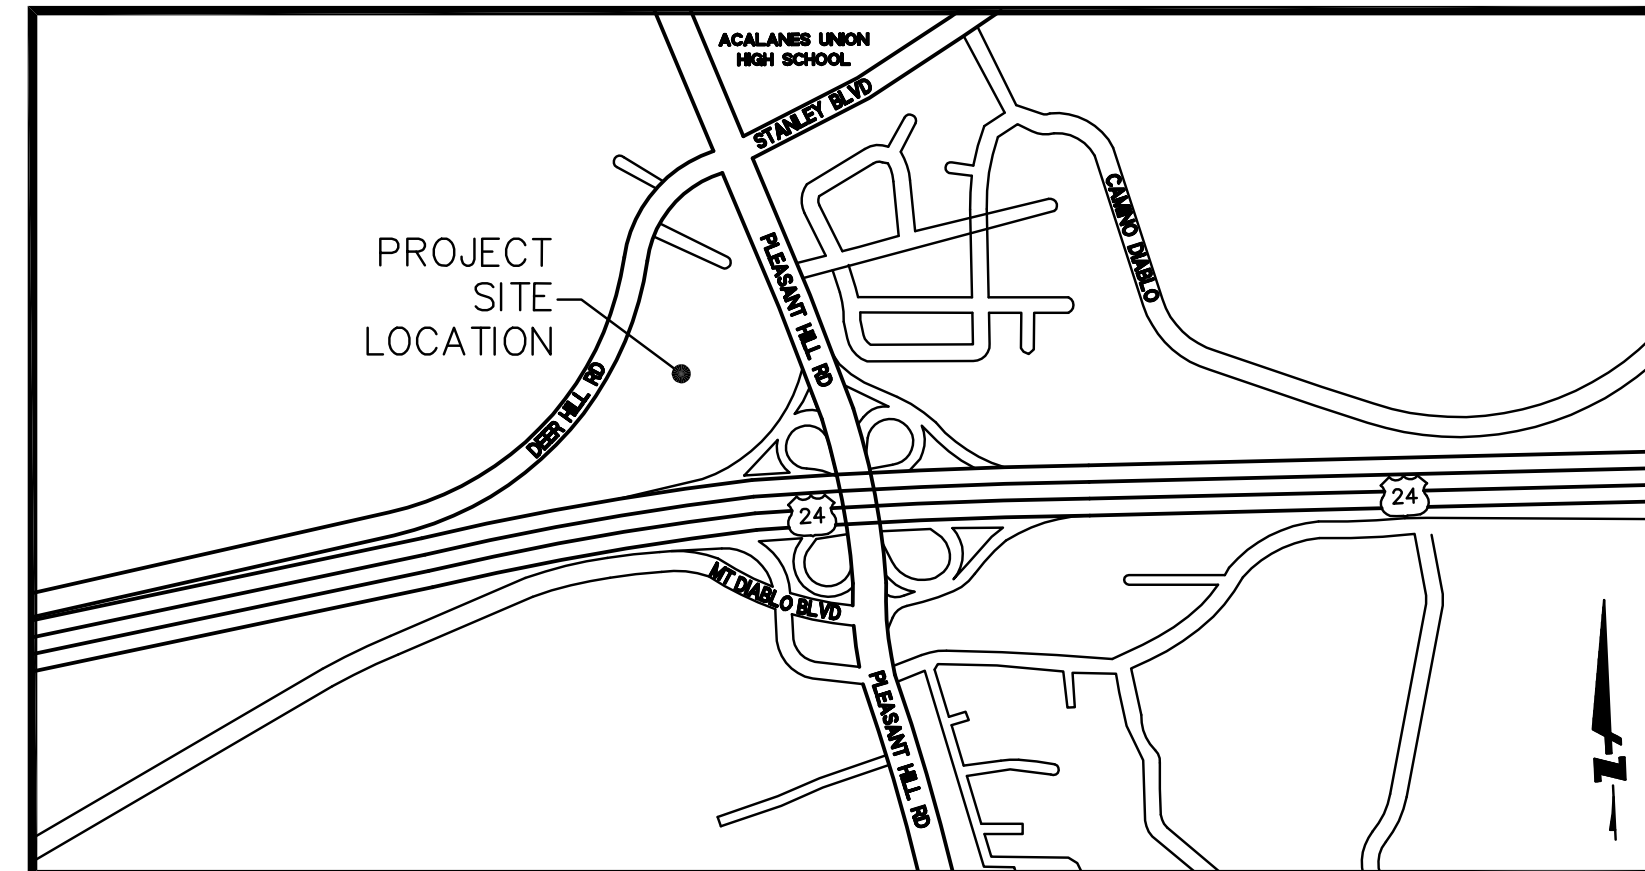 ACALANES UNION
HIGH SCHOOL
STANLEY BLVD
CAMINO DIABLO
PROJECT
SITE
LOCATION
PLEASANT HILL RD
DEER HILL RD
24
24
MT DIABLO BLVD
PLEASANT HILL RD
N